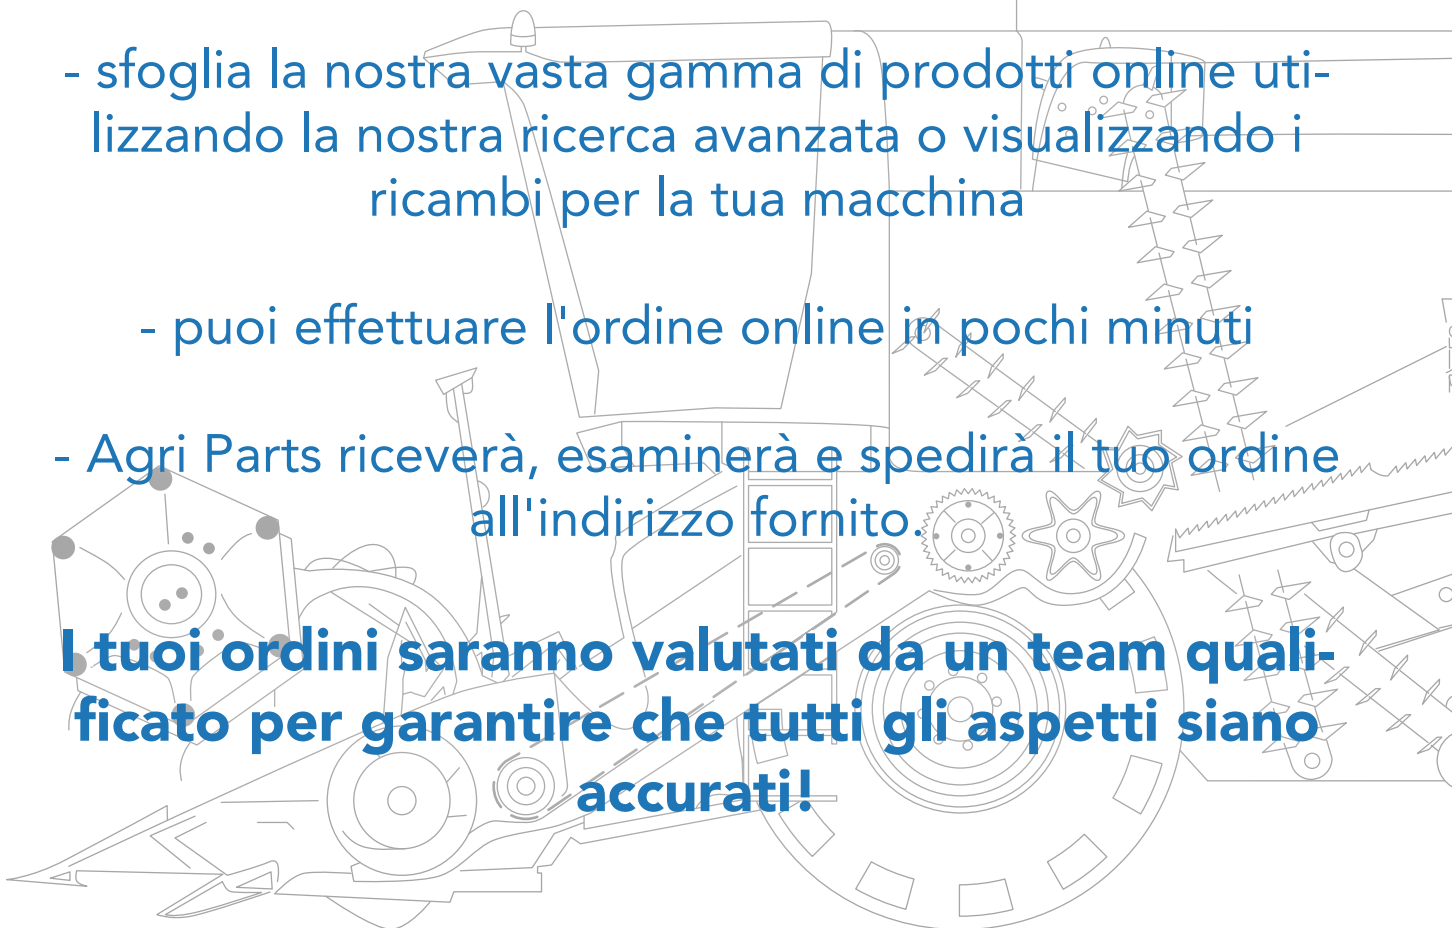 - sfoglia la nostra vasta gamma di prodotti online uti-
lizzando la nostra ricerca avanzata o visualizzando i
ricambi per la tua macchina
- puoi effettuare l'ordine online in pochi minuti
- Agri Parts riceverà, esaminerà e spedirà il tuo ordine
all'indirizzo fornito.
I tuoi ordini saranno valutati da un team quali-
ficato per garantire che tutti gli aspetti siano
accurati!